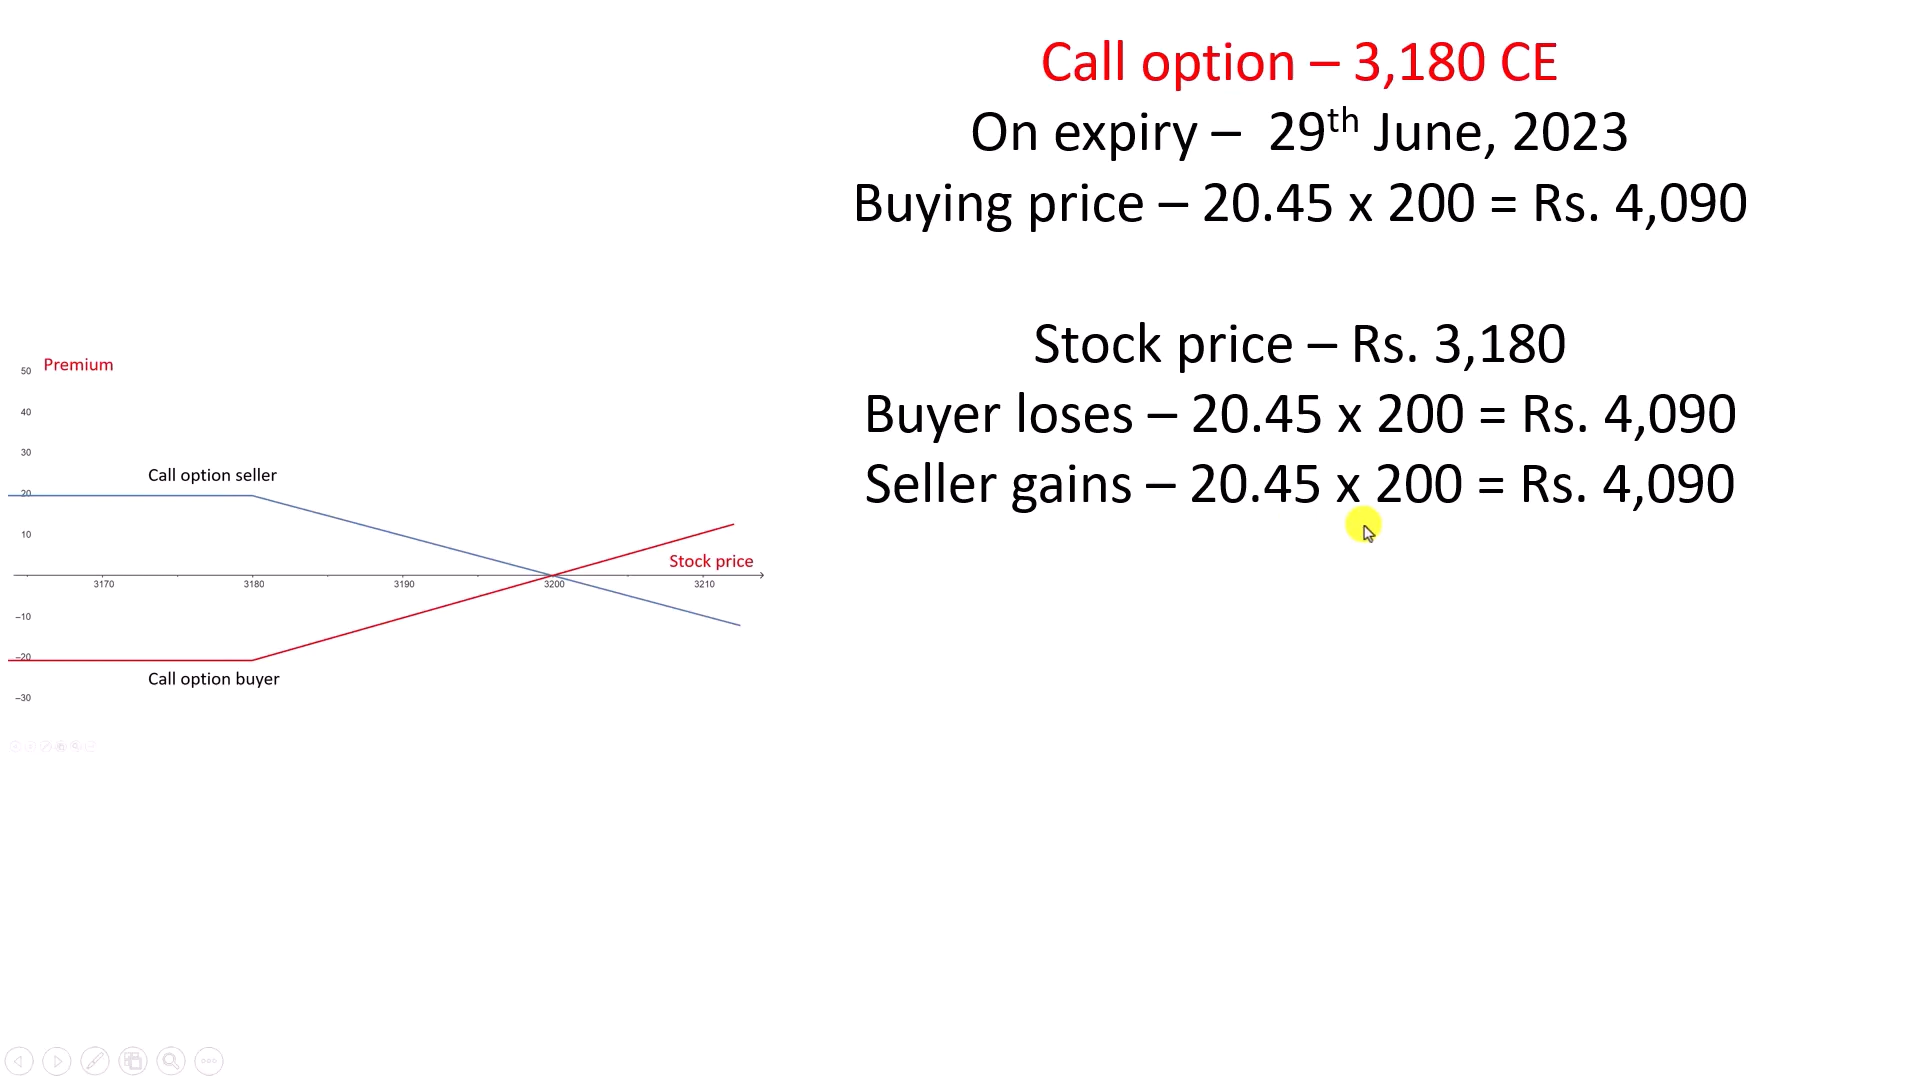 Call option – 3,180 CE
On expiry – 29th June, 2023
Buying price – 20.45 x 200 = Rs. 4,090
Stock price – Rs. 3,180
Buyer loses – 20.45 x 200 = Rs. 4,090
Seller gains – 20.45 x 200 = Rs. 4,090
Premium
50
40
30
Call option seller
20
10
Stock price
3170 3180 3190 3200 3210
–10
–20
Call option buyer
–30